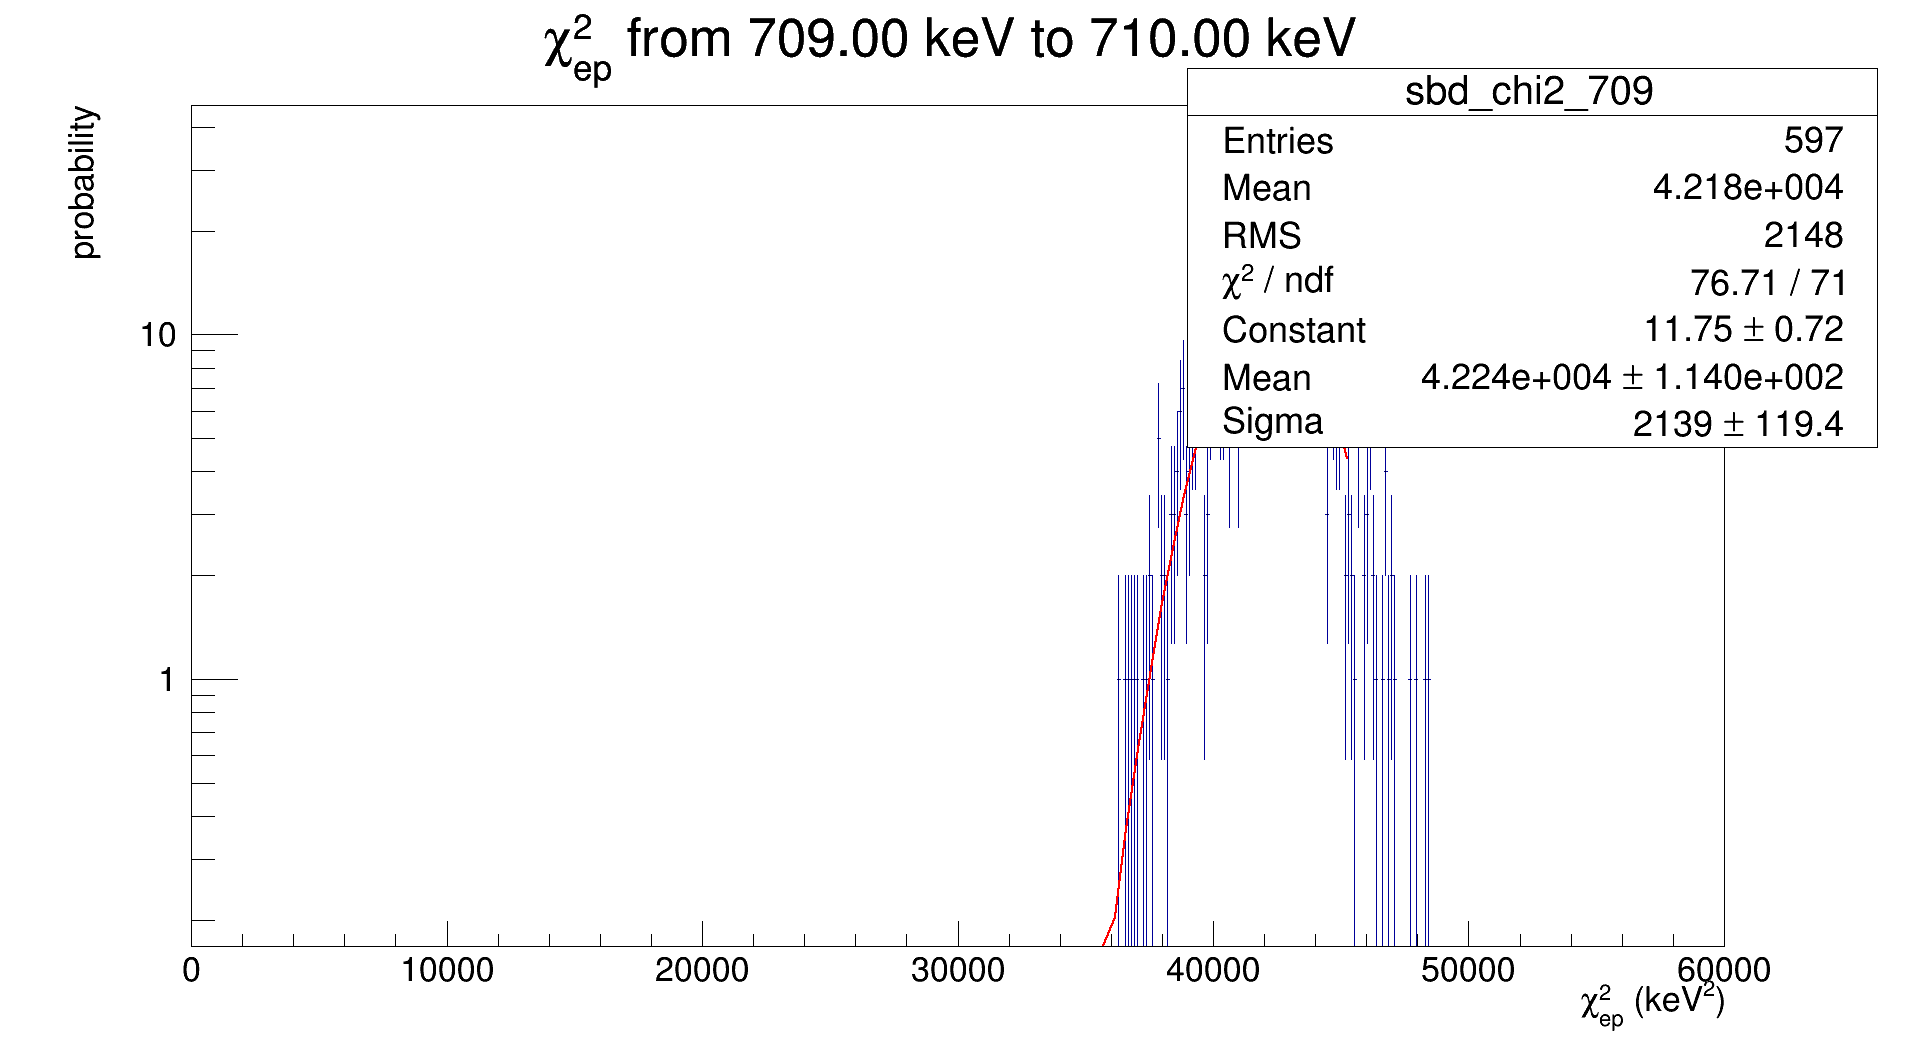 χ²ep from 709.00 keV to 710.00 keV
sbd_chi2_709
Entries 597
Mean 4.218e+004
RMS 2148
χ² / ndf 76.71 / 71
Constant 11.75 ± 0.72
Mean 4.224e+004 ± 1.140e+002
Sigma 2139 ± 119.4
probability
10
1
0 10000 20000 30000 40000 50000 60000
χ²ep (keV²)